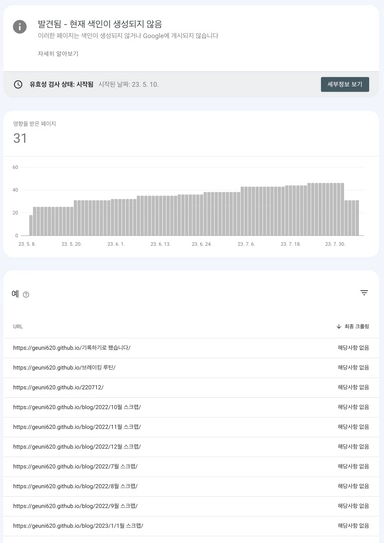 발견됨 - 현재 색인이 생성되지 않음
이러한 페이지는 색인이 생성되지 않거나 Google에 게시되지 않습니다
자세히 알아보기
유효성 검사 상태: 시작됨 시작된 날짜: 23. 5. 10.
세부정보 보기
영향을 받은 페이지
31
60
40
20
0
23. 5. 8. 23. 5. 20. 23. 6. 1. 23. 6. 13. 23. 6. 24. 23. 7. 6. 23. 7. 18. 23. 7. 30.
예
URL 최종 크롤링
https://geuni620.github.io/기록하기로 했습니다/ 해당사항 없음
https://geuni620.github.io/브레이킹 루틴/ 해당사항 없음
https://geuni620.github.io/220712/ 해당사항 없음
https://geuni620.github.io/blog/2022/10월 스크랩/ 해당사항 없음
https://geuni620.github.io/blog/2022/11월 스크랩/ 해당사항 없음
https://geuni620.github.io/blog/2022/12월 스크랩/ 해당사항 없음
https://geuni620.github.io/blog/2022/7월 스크랩/ 해당사항 없음
https://geuni620.github.io/blog/2022/8월 스크랩/ 해당사항 없음
https://geuni620.github.io/blog/2022/9월 스크랩/ 해당사항 없음
https://geuni620.github.io/blog/2023/1/1월 스크랩/ 해당사항 없음